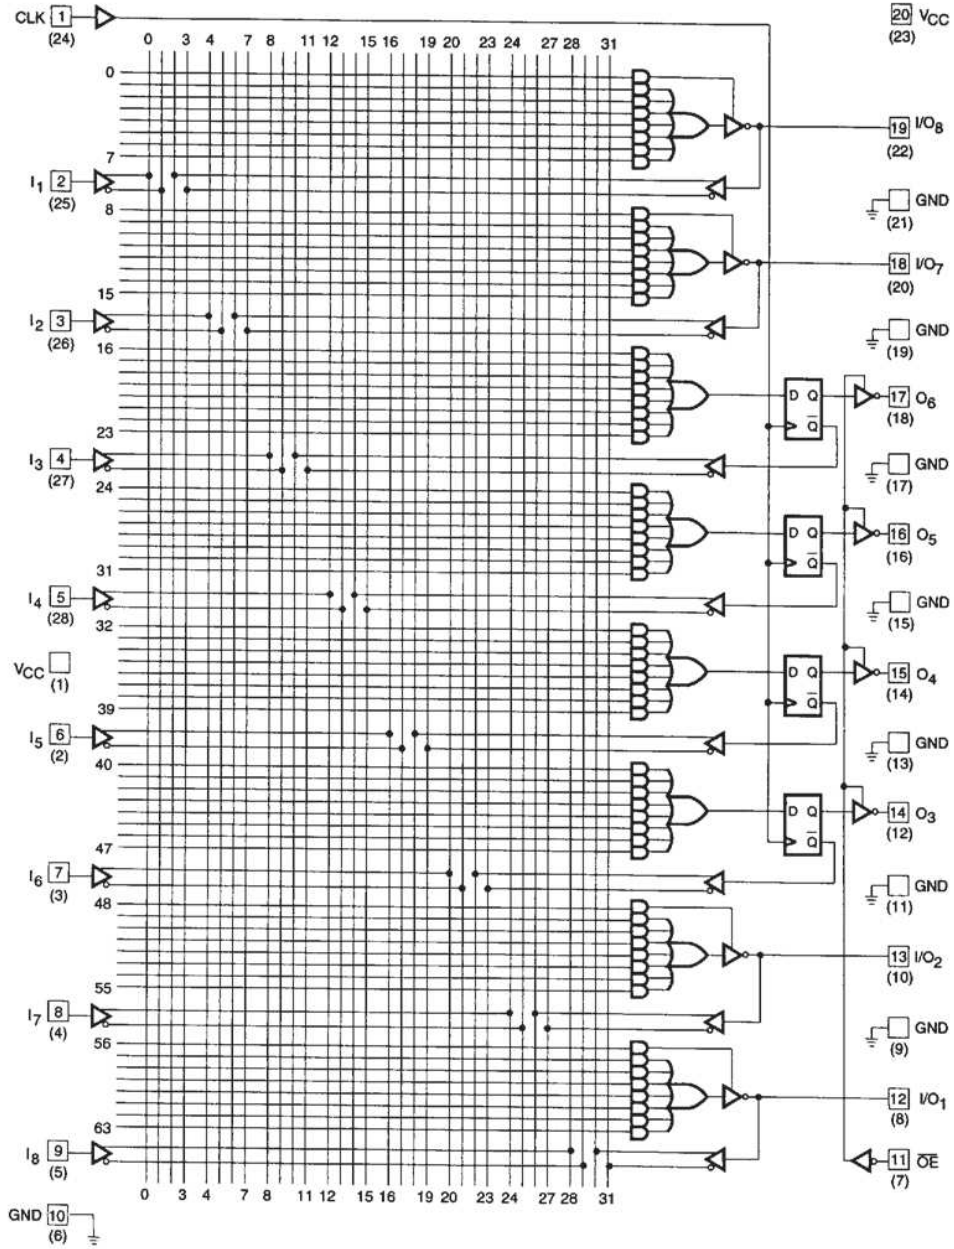 CLK 1
(24)
20 VCC
(23)
0 3 4 7 8 11 12 15 16 19 20 23 24 27 28 31
0
19 I/O8
(22)
7
I1 2
(25)
GND
(21)
8
18 I/O7
(20)
15
I2 3
(26)
GND
(19)
16
D Q
17 O6
(18)
Q̅
23
I3 4
(27)
GND
(17)
24
D Q
16 O5
(16)
Q̅
31
I4 5
(28)
GND
(15)
32
VCC
(1)
D Q
15 O4
(14)
Q̅
39
I5 6
(2)
GND
(13)
40
D Q
14 O3
(12)
Q̅
47
I6 7
(3)
GND
(11)
48
13 I/O2
(10)
55
I7 8
(4)
GND
(9)
56
12 I/O1
(8)
63
I8 9
(5)
11 O̅E̅
(7)
0 3 4 7 8 11 12 15 16 19 20 23 24 27 28 31
GND 10
(6)